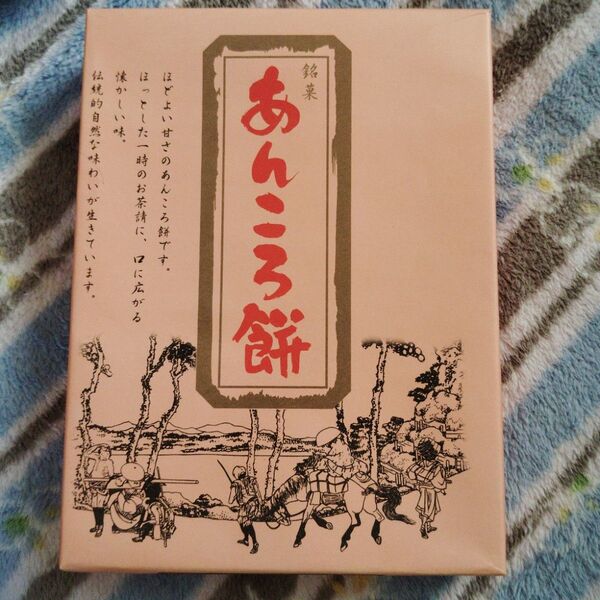 銘菓
あんころ餅
ほどよい甘さのあんころ餅です。
ほっとした一時のお茶請に、口に広がる
懐かしい味。
伝統的自然な味わいが生きています。